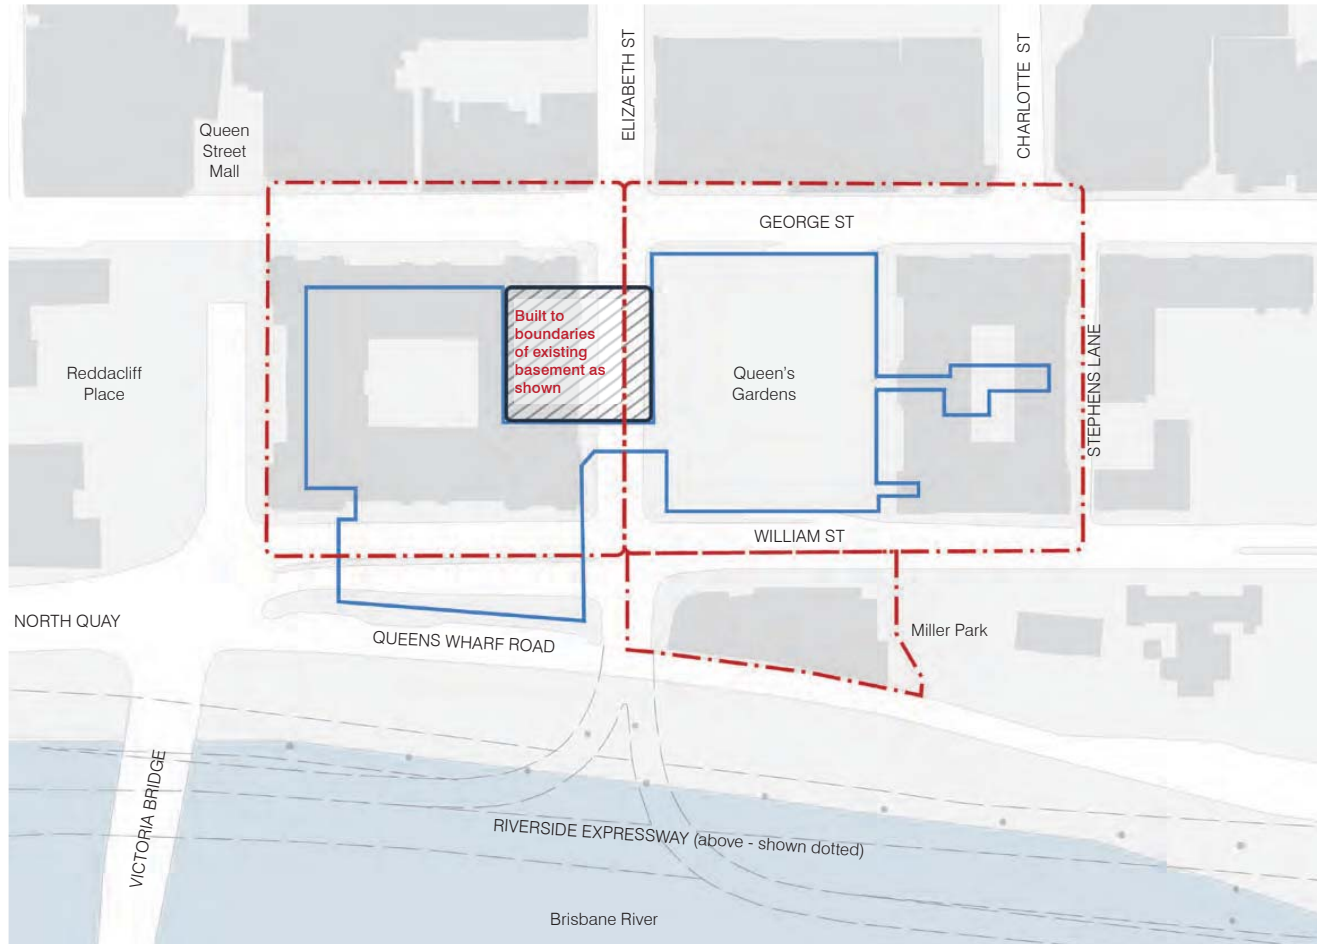 ELIZABETH ST
CHARLOTTE ST
Queen
Street
Mall
GEORGE ST
Built to
boundaries
of existing
basement as
shown
Reddacliff
Place
Queen's
Gardens
STEPHENS LANE
WILLIAM ST
NORTH QUAY
QUEENS WHARF ROAD
Miller Park
VICTORIA BRIDGE
RIVERSIDE EXPRESSWAY (above - shown dotted)
Brisbane River